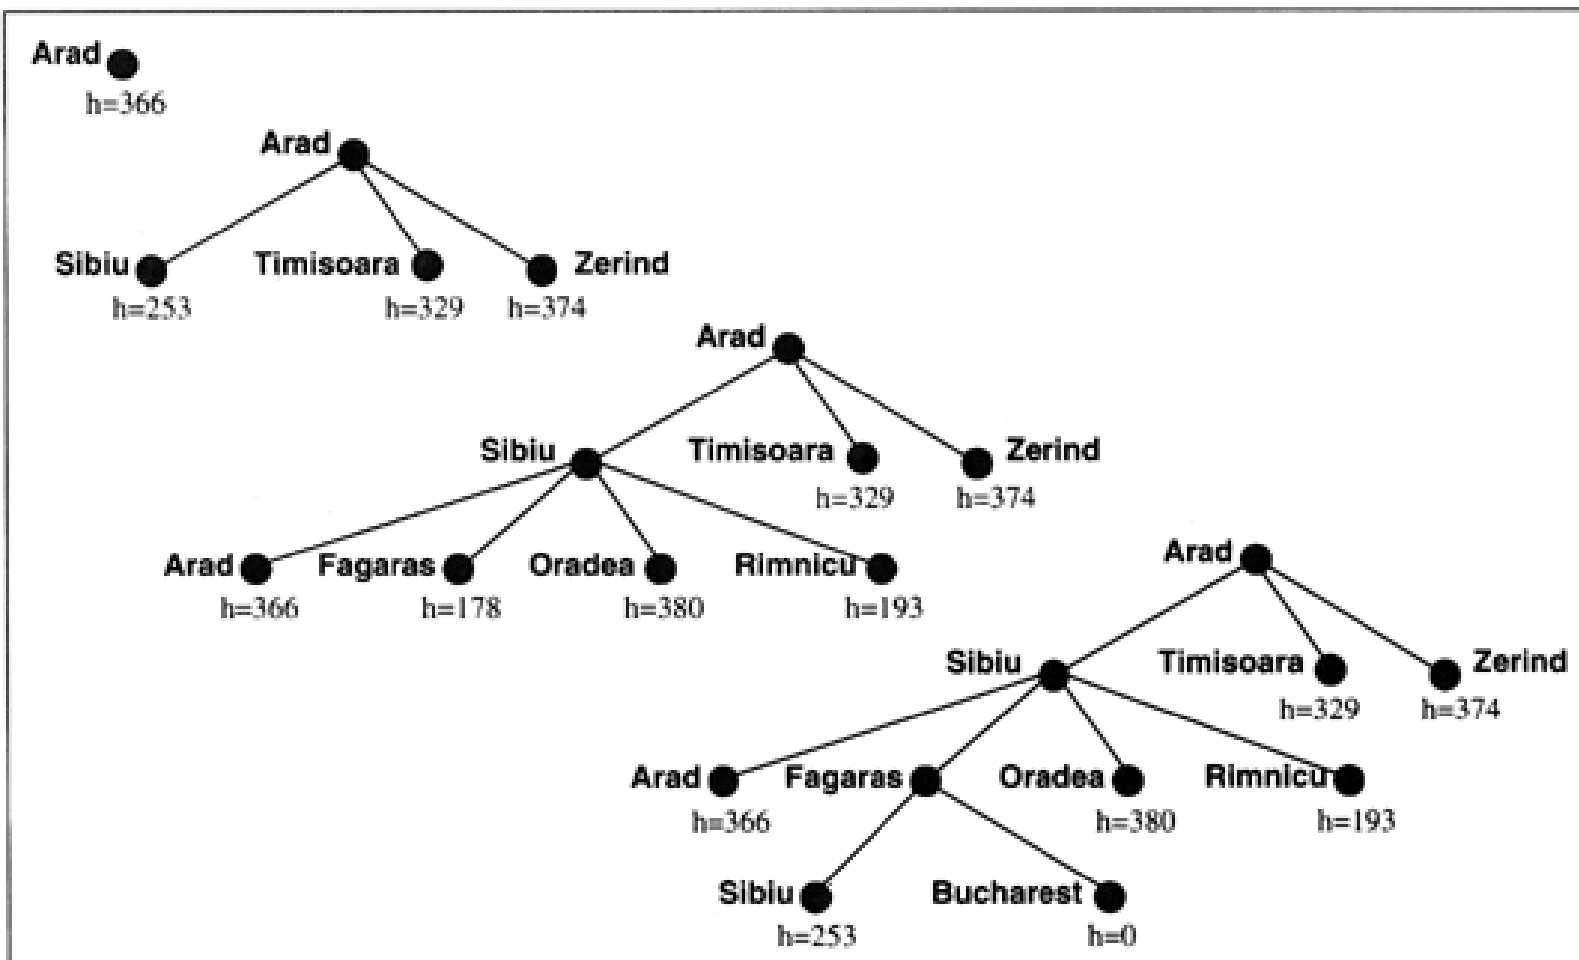 Arad
h=366
Arad
Sibiu Timisoara Zerind
h=253 h=329 h=374
Arad
Sibiu Timisoara Zerind
h=329 h=374
Arad Fagaras Oradea Rimnicu
h=366 h=178 h=380 h=193
Arad
Sibiu Timisoara Zerind
h=329 h=374
Arad Fagaras Oradea Rimnicu
h=366 h=380 h=193
Sibiu Bucharest
h=253 h=0